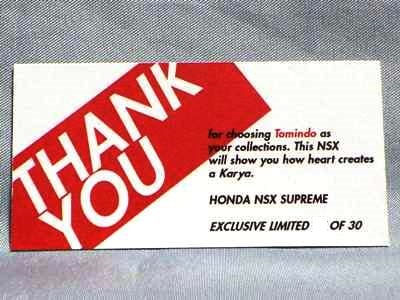 THANK
YOU
for choosing Tomindo as
your collections. This NSX
will show you how heart creates
a Karya.
HONDA NSX SUPREME
EXCLUSIVE LIMITED OF 30